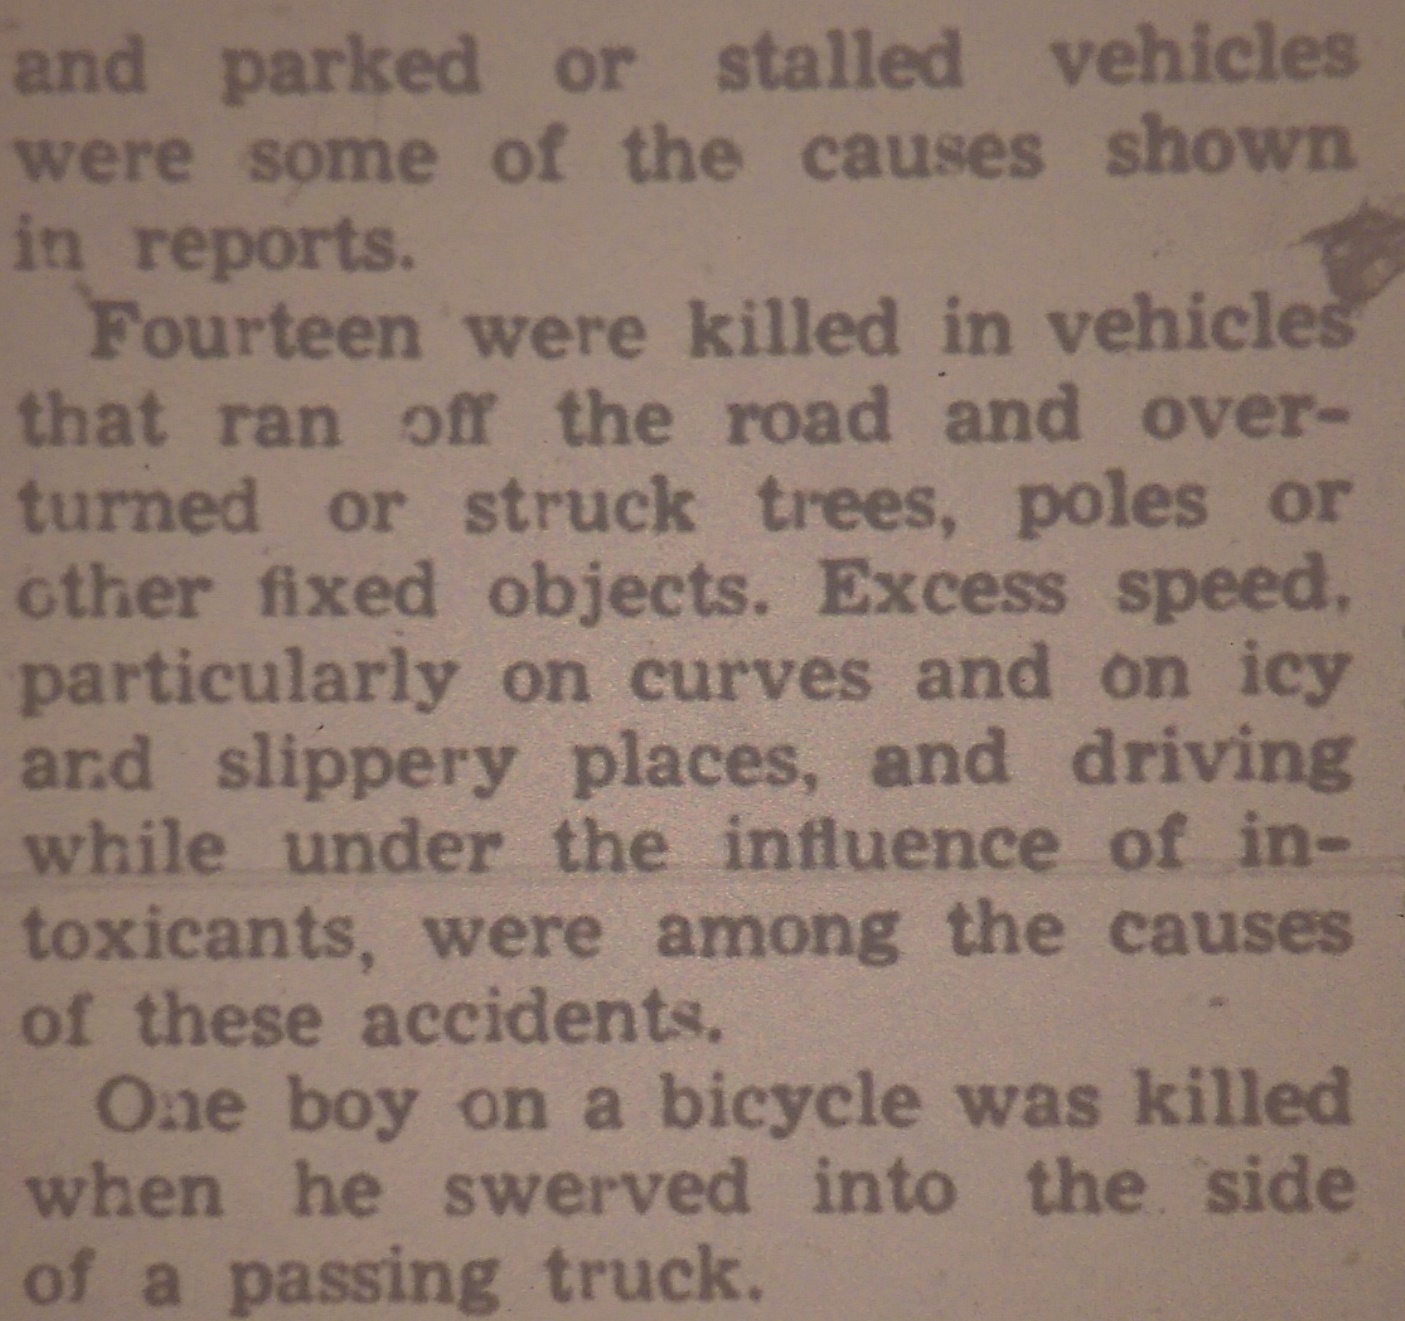 and parked or stalled vehicles
were some of the causes shown
in reports.
Fourteen were killed in vehicles
that ran off the road and over-
turned or struck trees, poles or
other fixed objects. Excess speed,
particularly on curves and on icy
and slippery places, and driving
while under the influence of in-
toxicants, were among the causes
of these accidents.
One boy on a bicycle was killed
when he swerved into the side
of a passing truck.